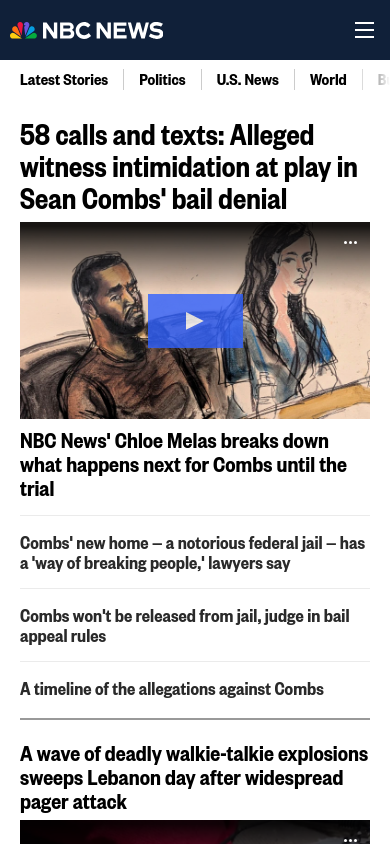 NBC NEWS
Latest Stories
Politics
U.S. News
World
58 calls and texts: Alleged
witness intimidation at play in
Sean Combs' bail denial
NBC News' Chloe Melas breaks down
what happens next for Combs until the
trial
Combs' new home – a notorious federal jail – has
a 'way of breaking people,' lawyers say
Combs won't be released from jail, judge in bail
appeal rules
A timeline of the allegations against Combs
A wave of deadly walkie-talkie explosions
sweeps Lebanon day after widespread
pager attack